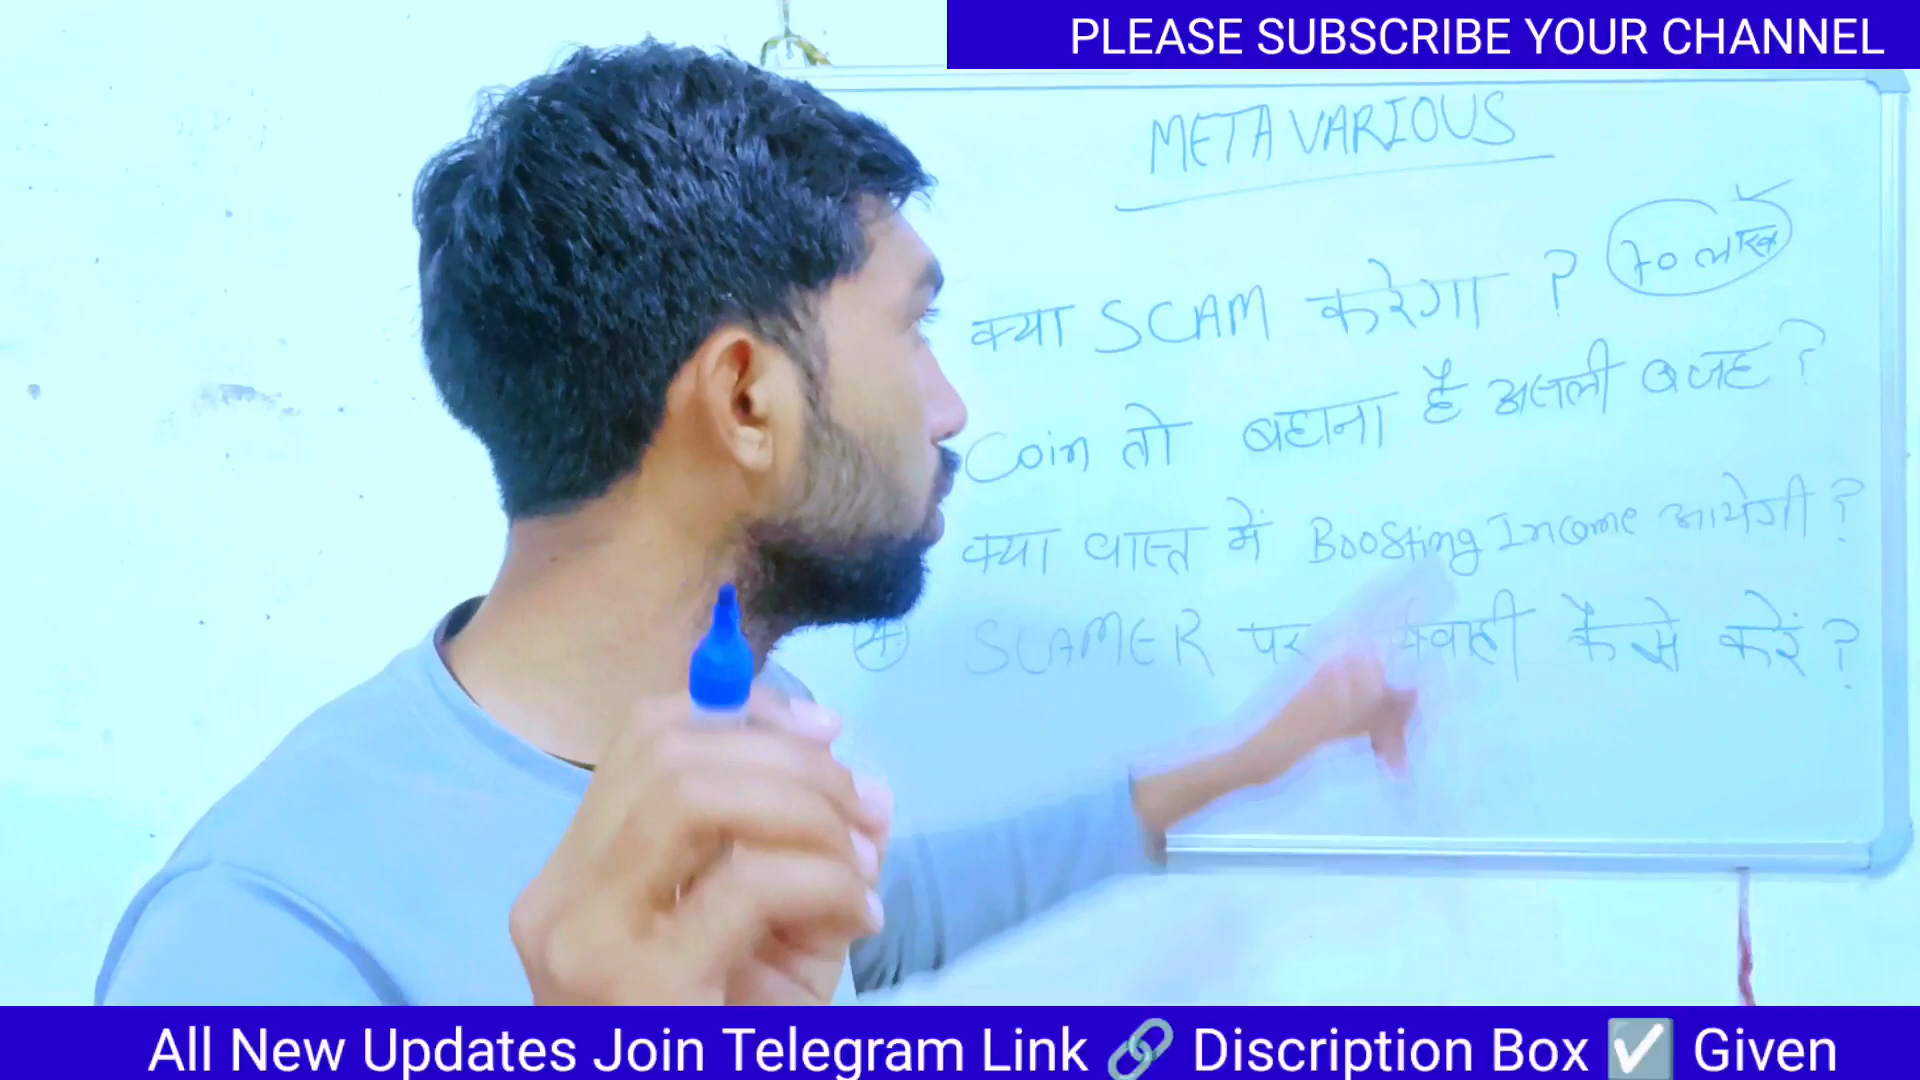 PLEASE SUBSCRIBE YOUR CHANNEL
META VARIOUS
70 लाख
क्या SCAM करेगा ?
Coin तो बहाना है असली वजह ?
क्या वास्त में Boosting Income आयेगी ?
4 SCAMER पर कैसे करें ?
All New Updates Join Telegram Link 🔗 Discription Box ✅ Given